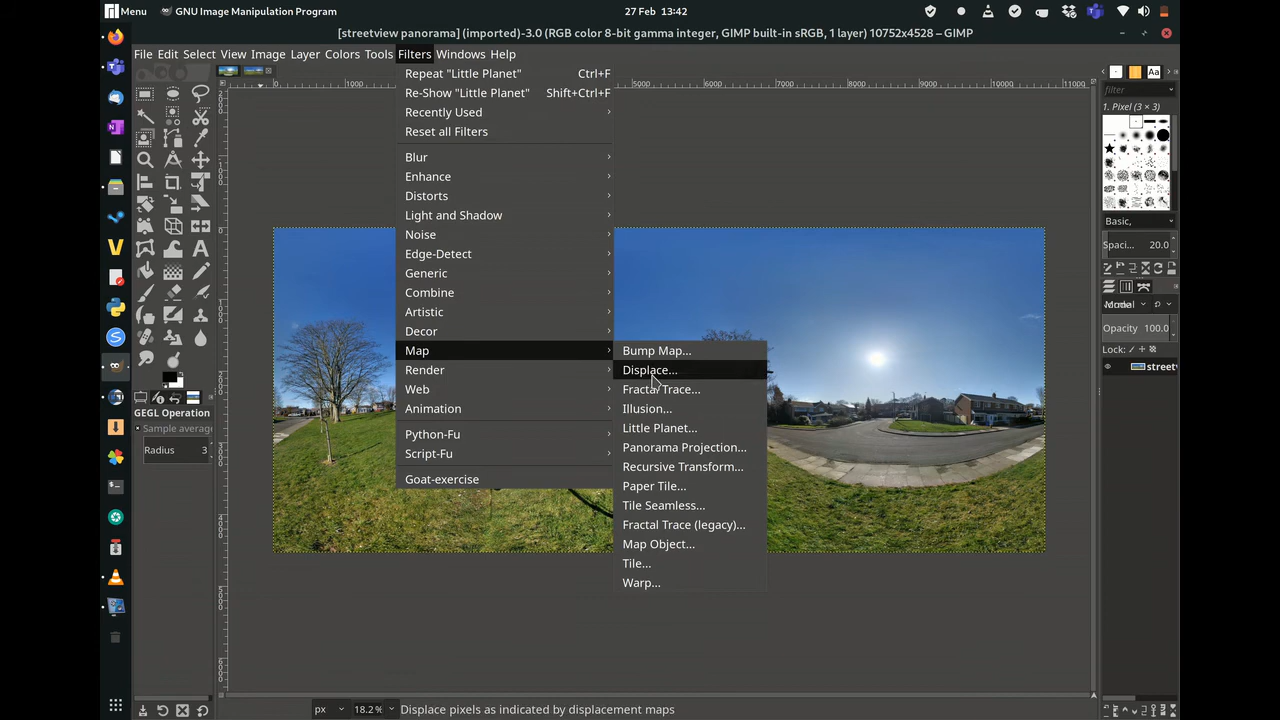 Menu GNU Image Manipulation Program 27 Feb 13:42
[streetview panorama] (imported)-3.0 (RGB color 8-bit gamma integer, GIMP built-in sRGB, 1 layer) 10752x4528 – GIMP
File Edit Select View Image Layer Colors Tools Filters Windows Help
Repeat "Little Planet" Ctrl+F
Re-Show "Little Planet" Shift+Ctrl+F
Recently Used
Reset all Filters
Blur
Enhance
Distorts
Light and Shadow
Noise
Edge-Detect
Generic
Combine
Artistic
Decor
Map
Render
Web
Animation
Python-Fu
Script-Fu
Goat-exercise
Bump Map...
Displace...
Fractal Trace...
Illusion...
Little Planet...
Panorama Projection...
Recursive Transform...
Paper Tile...
Tile Seamless...
Fractal Trace (legacy)...
Map Object...
Tile...
Warp...
0 1000 5000 6000 7000 8000 9000 10000 11000
GEGL Operation
Sample average
Radius 3
Aa
filter
1. Pixel (3 × 3)
Basic,
Spaci... 20.0
Mode
Normal
Opacity 100.0
Lock:
street
px 18.2 % Displace pixels as indicated by displacement maps